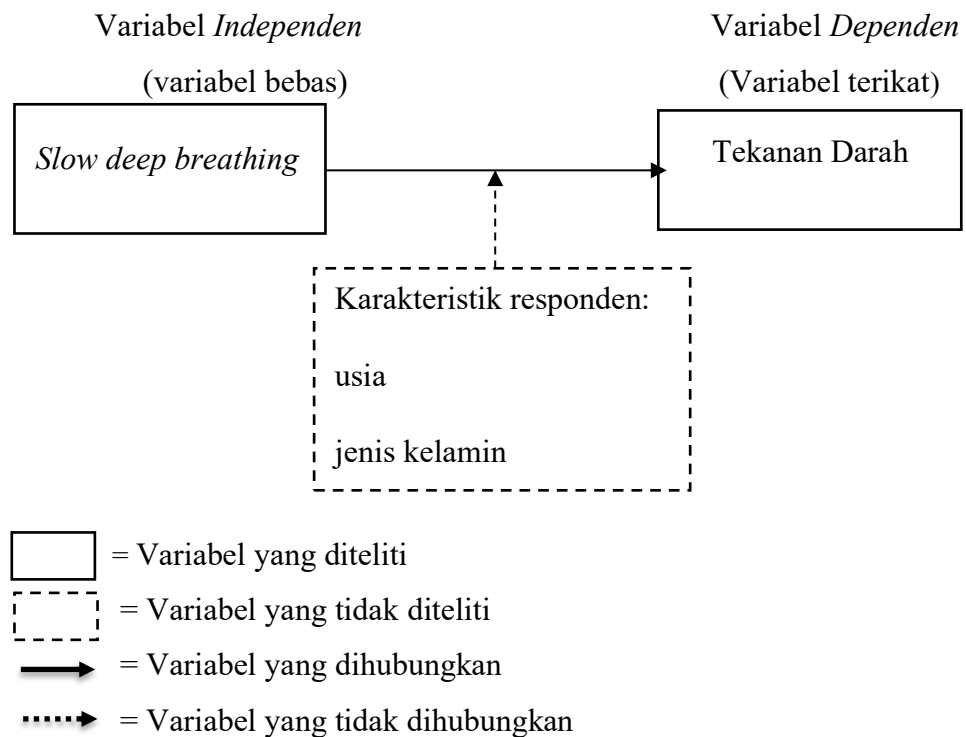 Variabel Independen
(variabel bebas)
Variabel Dependen
(Variabel terikat)
Slow deep breathing
Tekanan Darah
Karakteristik responden:
usia
jenis kelamin
= Variabel yang diteliti
= Variabel yang tidak diteliti
= Variabel yang dihubungkan
= Variabel yang tidak dihubungkan